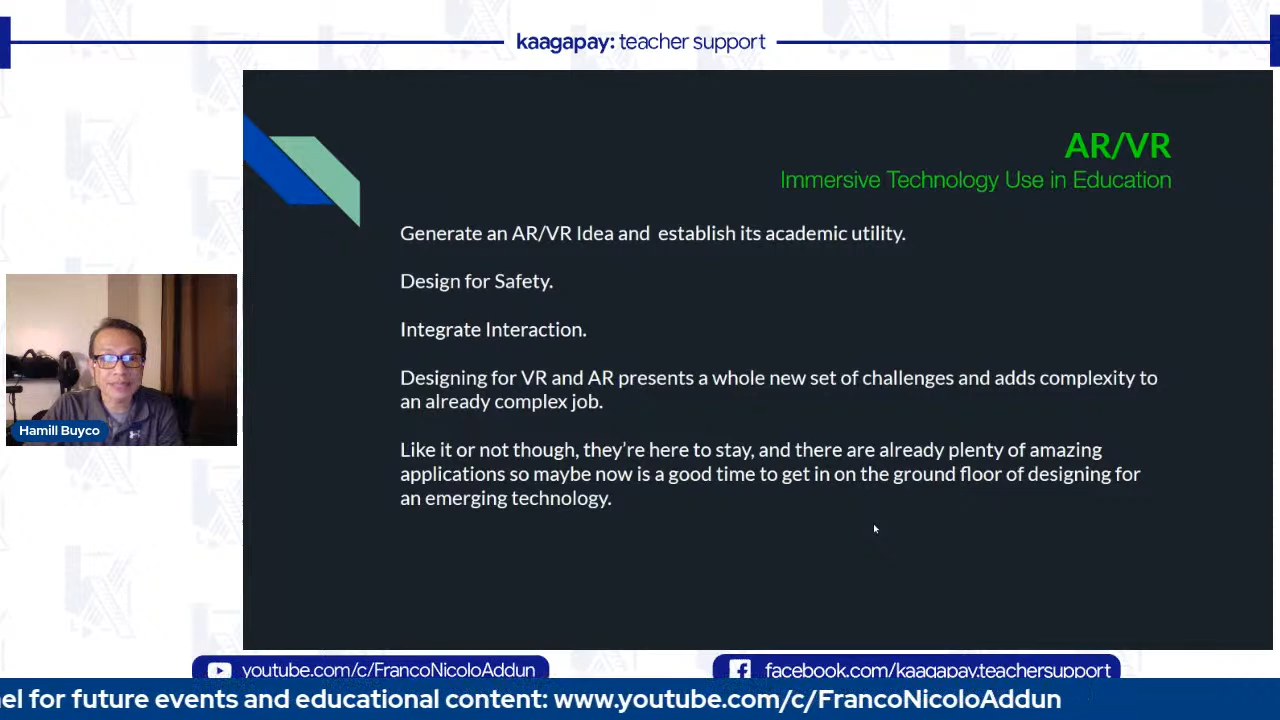 kaagapay: teacher support
AR/VR
Immersive Technology Use in Education
Generate an AR/VR Idea and establish its academic utility.
Design for Safety.
Integrate Interaction.
Designing for VR and AR presents a whole new set of challenges and adds complexity to
an already complex job.
Like it or not though, they’re here to stay, and there are already plenty of amazing
applications so maybe now is a good time to get in on the ground floor of designing for
an emerging technology.
Hamill Buyco
youtube.com/c/FrancoNicoloAddun
facebook.com/kaagapay.teachersupport
for future events and educational content: www.youtube.com/c/FrancoNicoloAddun